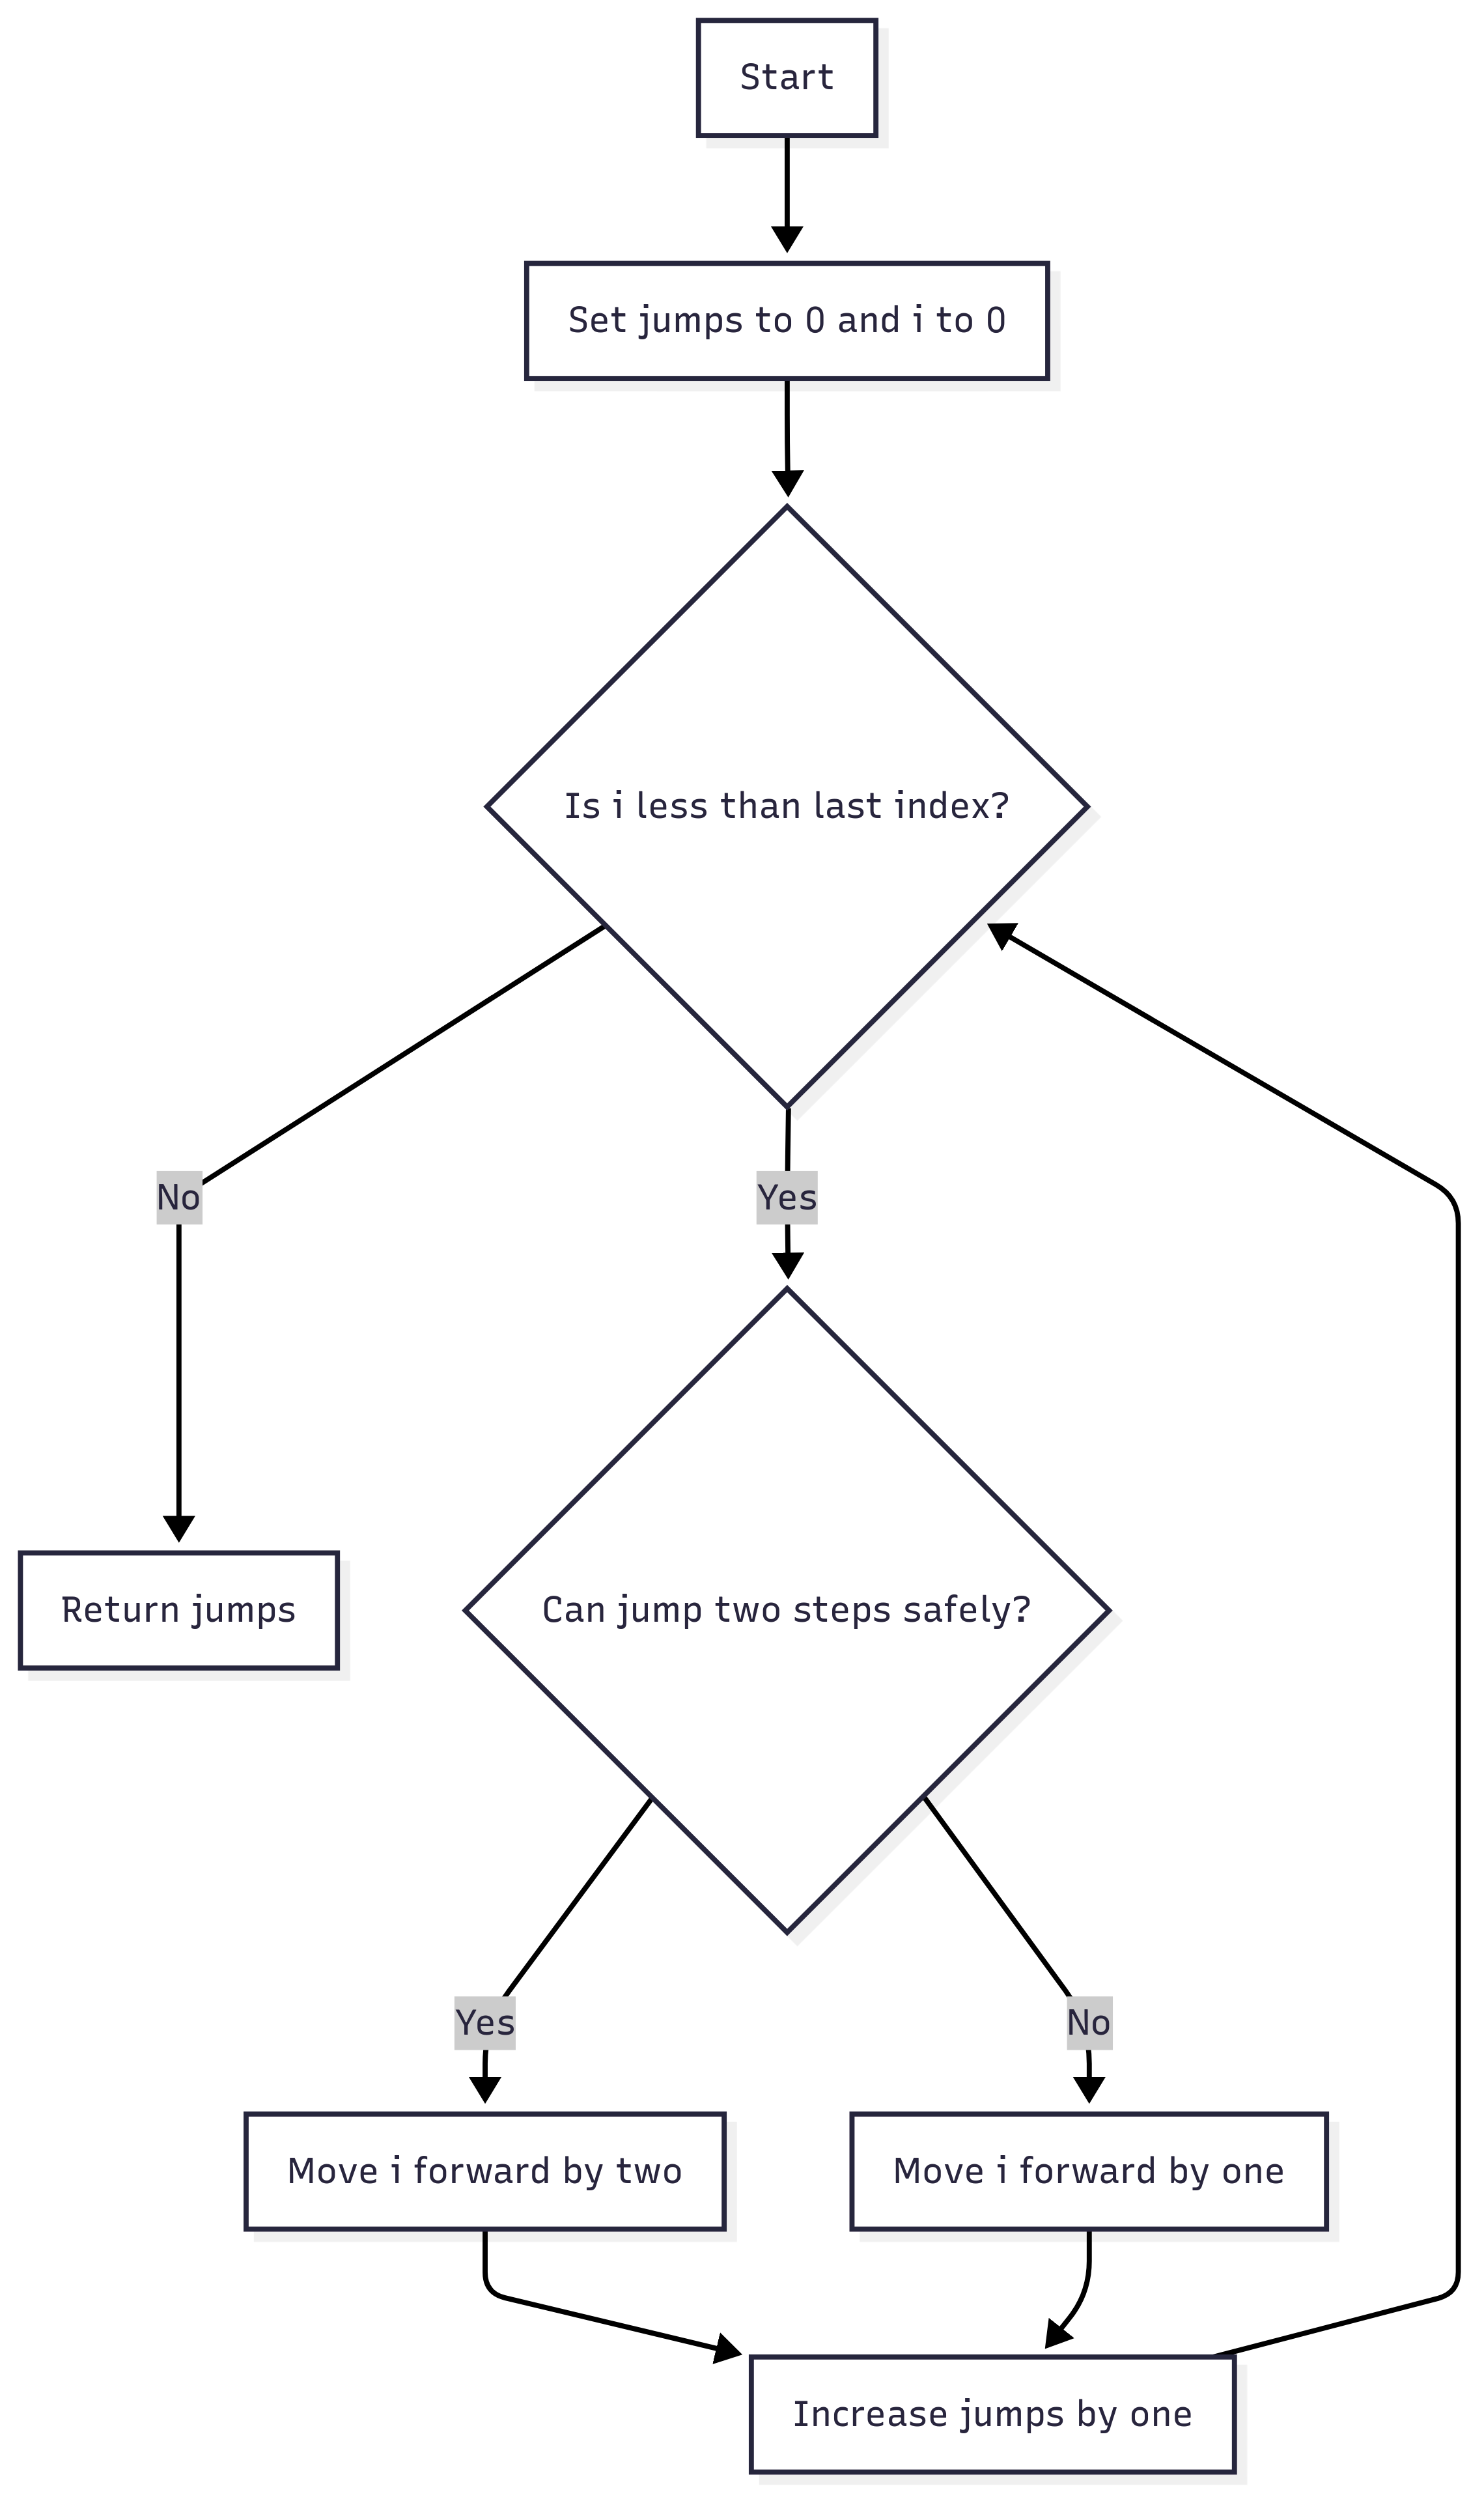 Start
Set jumps to 0 and i to 0
Is i less than last index?
No
Yes
Return jumps
Can jump two steps safely?
Yes
No
Move i forward by two
Move i forward by one
Increase jumps by one